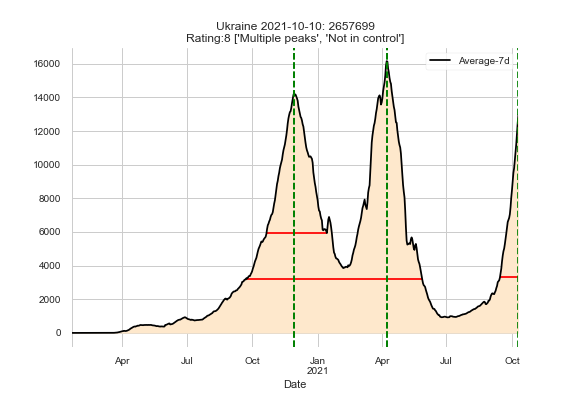 Ukraine 2021-10-10: 2657699
Rating:8 ['Multiple peaks', 'Not in control']
Average-7d
16000
14000
12000
10000
8000
6000
4000
2000
0
Apr Jul Oct Jan Apr Jul Oct
2021
Date